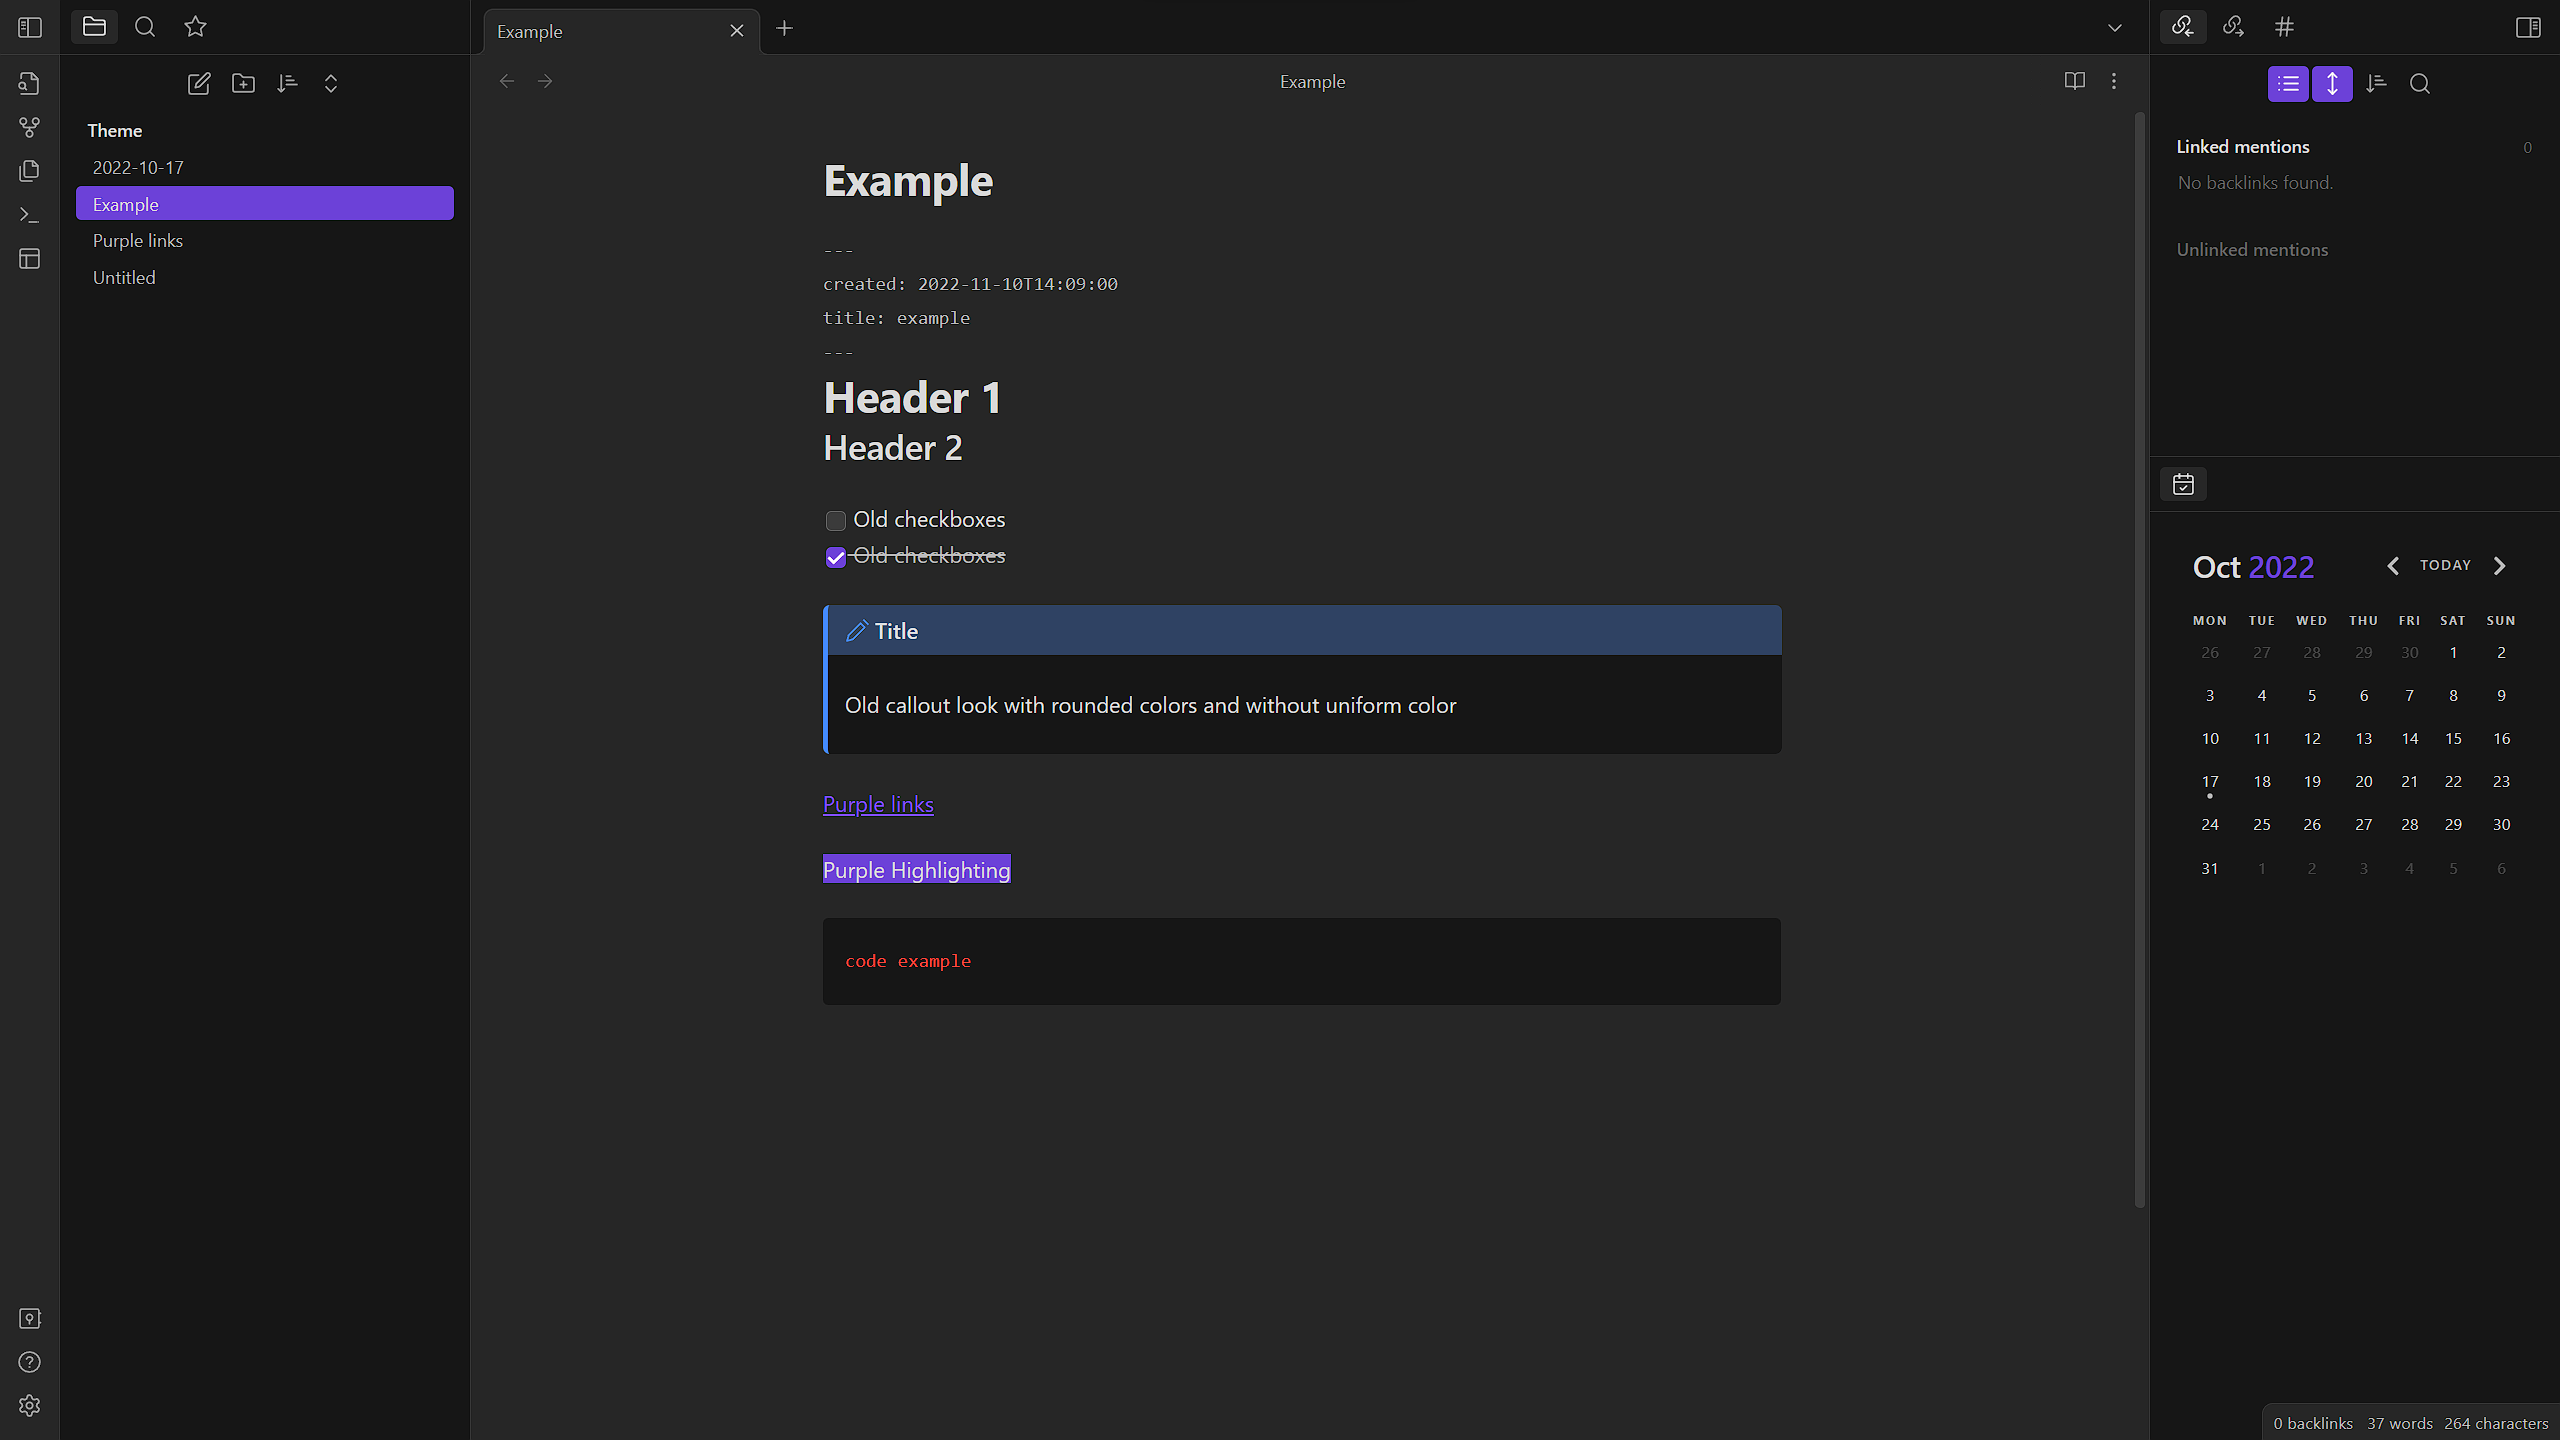 Example
Example
Theme
2022-10-17
Example
Purple links
Untitled
Example
---
created: 2022-11-10T14:09:00
title: example
---
Header 1
Header 2
Old checkboxes
Old checkboxes
Title
Old callout look with rounded colors and without uniform color
Purple links
Purple Highlighting
code example
Linked mentions 0
No backlinks found.
Unlinked mentions
Oct 2022 TODAY
MON TUE WED THU FRI SAT SUN
26 27 28 29 30 1 2
3 4 5 6 7 8 9
10 11 12 13 14 15 16
17 18 19 20 21 22 23
24 25 26 27 28 29 30
31 1 2 3 4 5 6
0 backlinks 37 words 264 characters